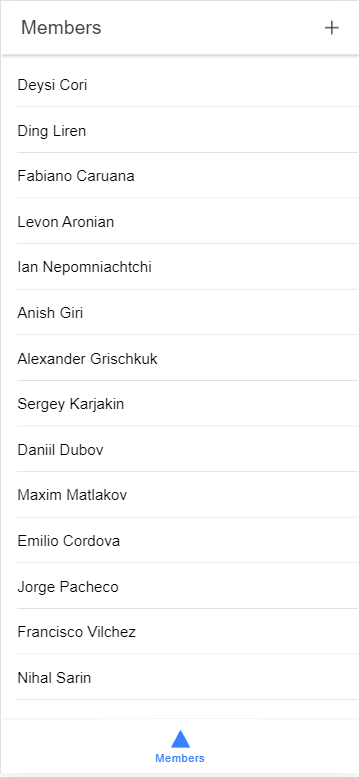 Members
Deysi Cori
Ding Liren
Fabiano Caruana
Levon Aronian
Ian Nepomniachtchi
Anish Giri
Alexander Grischkuk
Sergey Karjakin
Daniil Dubov
Maxim Matlakov
Emilio Cordova
Jorge Pacheco
Francisco Vilchez
Nihal Sarin
Members